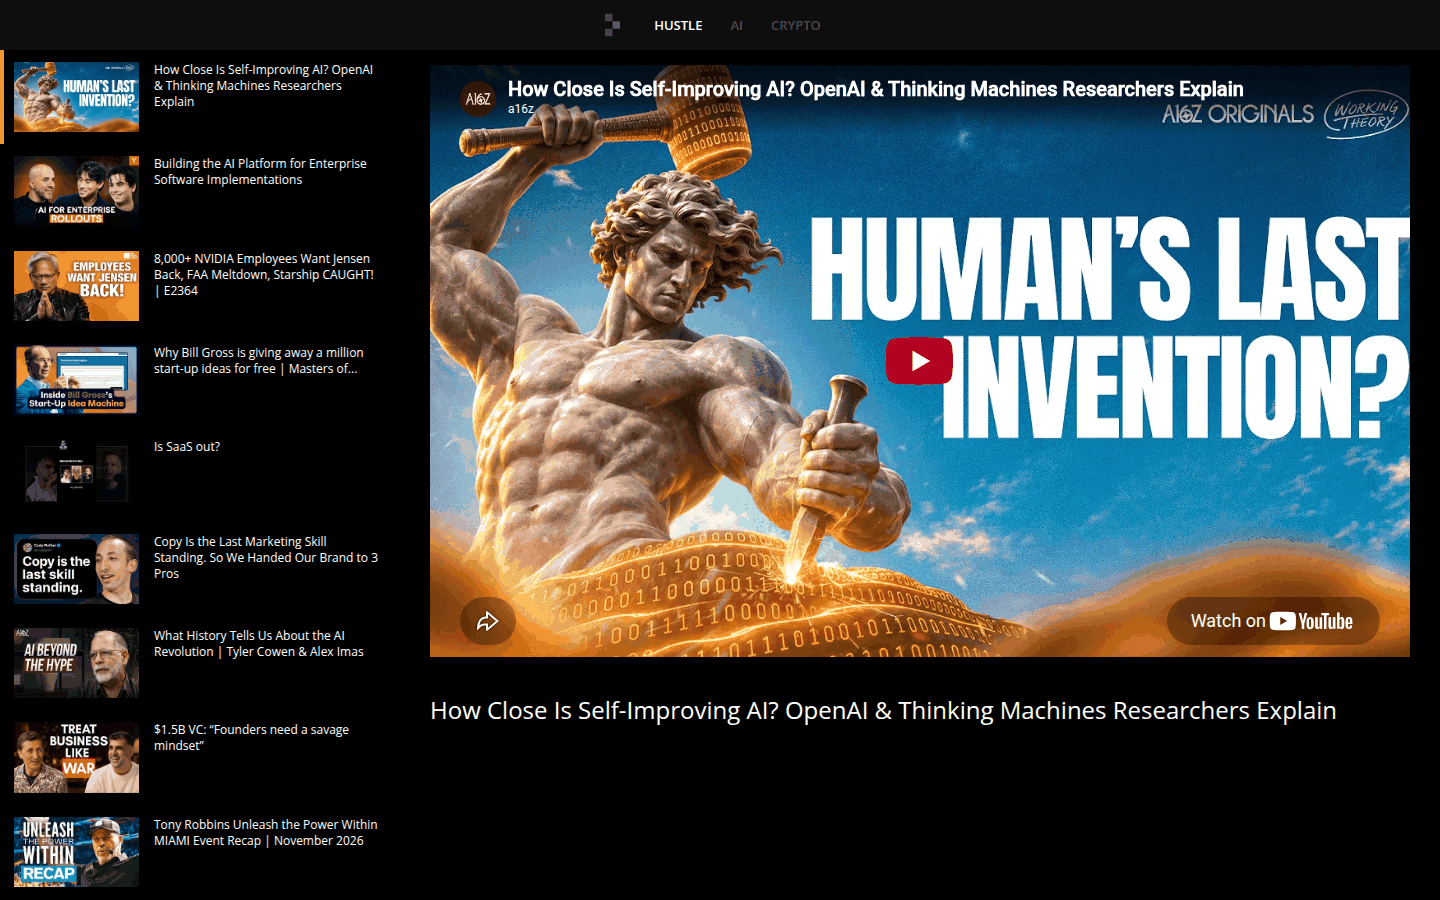 HUSTLE
AI
CRYPTO
HUMAN'S LAST
INVENTION?
How Close Is Self-Improving AI? OpenAI
& Thinking Machines Researchers
Explain
AI FOR ENTERPRISE
ROLLOUTS
Building the AI Platform for Enterprise
Software Implementations
EMPLOYEES
WANT JENSEN
BACK!
8,000+ NVIDIA Employees Want Jensen
Back, FAA Meltdown, Starship CAUGHT!
| E2364
Inside Bill Gross's
Start-Up Idea Machine
Why Bill Gross is giving away a million
start-up ideas for free | Masters of...
Is SaaS out?
Copy is the
last skill
standing.
Copy Is the Last Marketing Skill
Standing. So We Handed Our Brand to 3
Pros
A16Z
AI BEYOND
THE HYPE
What History Tells Us About the AI
Revolution | Tyler Cowen & Alex Imas
TREAT
BUSINESS
LIKE
WAR
$1.5B VC: “Founders need a savage
mindset”
UNLEASH
THE POWER
WITHIN
RECAP
Tony Robbins Unleash the Power Within
MIAMI Event Recap | November 2026
A16Z
How Close Is Self-Improving AI? OpenAI & Thinking Machines Researchers Explain
a16z
A16Z ORIGINALS
WORKING
THEORY
HUMAN'S LAST
INVENTION?
Watch on YouTube
How Close Is Self-Improving AI? OpenAI & Thinking Machines Researchers Explain